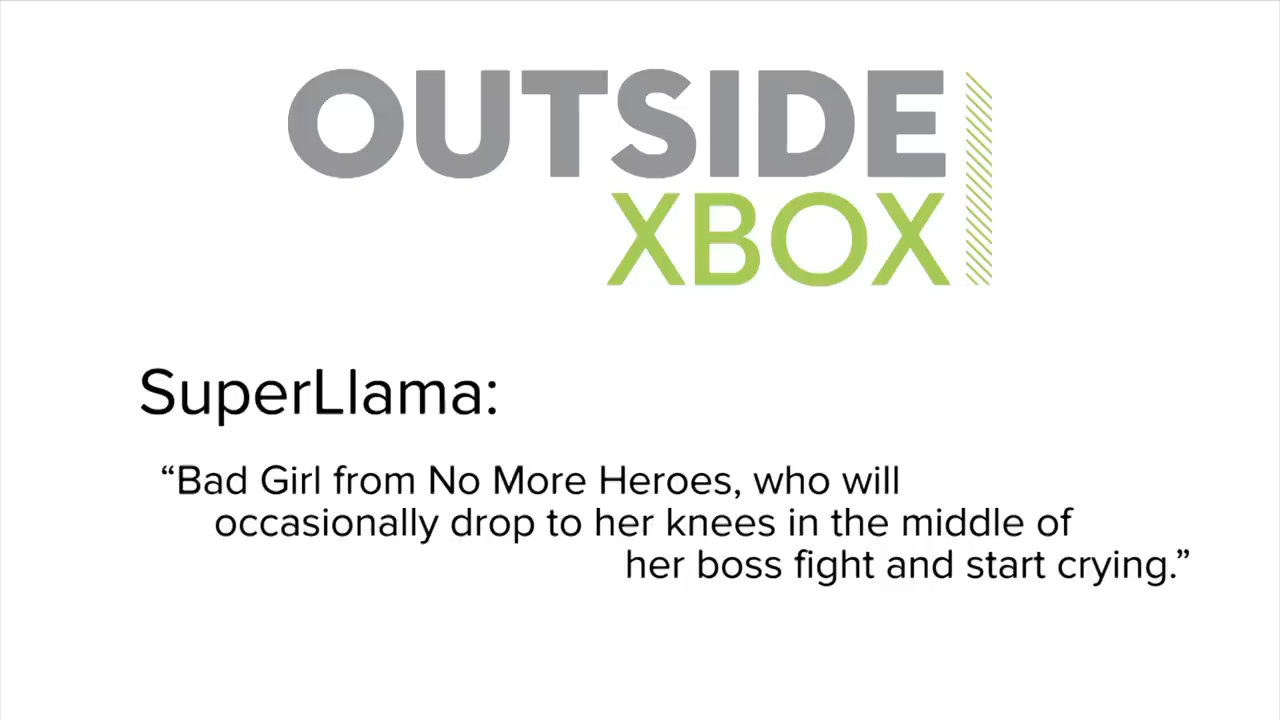 OUTSIDE
XBOX
SuperLlama:
“Bad Girl from No More Heroes, who will
occasionally drop to her knees in the middle of
her boss fight and start crying.”